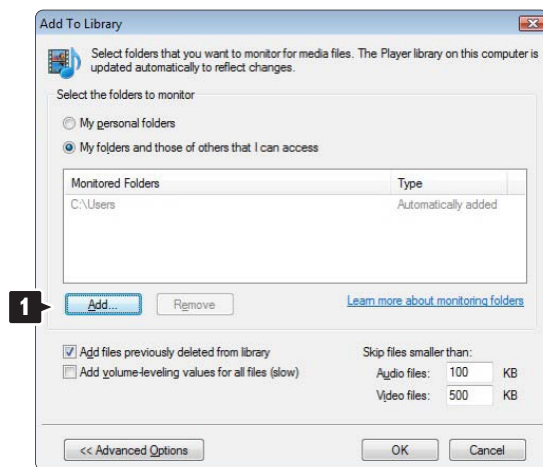 Add To Library
Select folders that you want to monitor for media files. The Player library on this computer is
updated automatically to reflect changes.
Select the folders to monitor
My personal folders
My folders and those of others that I can access
Monitored Folders Type
C:\Users Automatically added
1
Add... Remove Learn more about monitoring folders
Add files previously deleted from library
Add volume-leveling values for all files (slow)
Skip files smaller than:
Audio files: 100 KB
Video files: 500 KB
<< Advanced Options OK Cancel